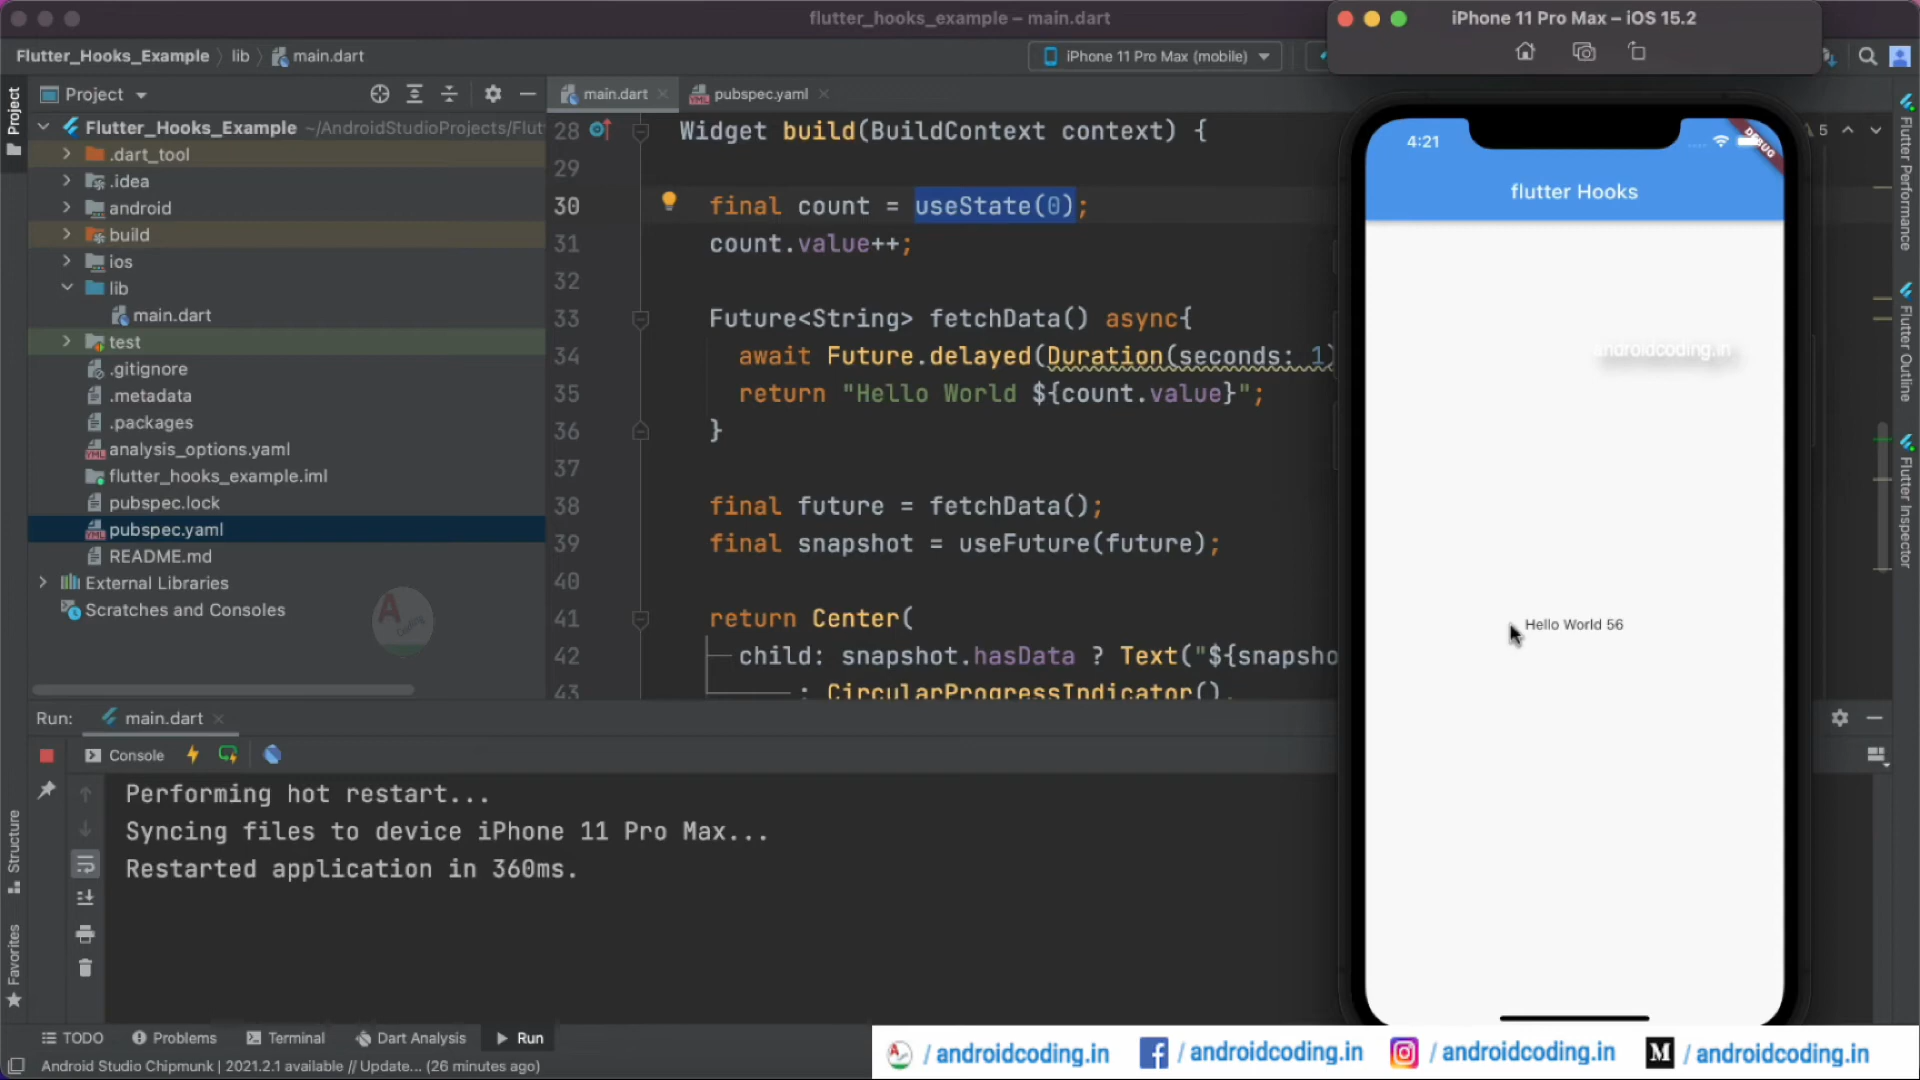 flutter_hooks_example – main.dart
iPhone 11 Pro Max – iOS 15.2
Flutter_Hooks_Example
lib
main.dart
iPhone 11 Pro Max (mobile)
Project
main.dart
pubspec.yaml
Project
Flutter_Hooks_Example ~/AndroidStudioProjects/Flut
.dart_tool
.idea
android
build
ios
lib
main.dart
test
.gitignore
.metadata
.packages
analysis_options.yaml
flutter_hooks_example.iml
pubspec.lock
pubspec.yaml
README.md
External Libraries
Scratches and Consoles
28 Widget build(BuildContext context) {
29
30 final count = useState(0);
31 count.value++;
32
33 Future<String> fetchData() async{
34 await Future.delayed(Duration(seconds: 1)
35 return "Hello World ${count.value}";
36 }
37
38 final future = fetchData();
39 final snapshot = useFuture(future);
40
41 return Center(
42 child: snapshot.hasData ? Text("${snapsho
43 : CircularProgressIndicator(),
5
4:21
DEBUG
flutter Hooks
androidcoding.in
Hello World 56
Flutter Performance
Flutter Outline
Flutter Inspector
Run:
main.dart
Console
Performing hot restart...
Syncing files to device iPhone 11 Pro Max...
Restarted application in 360ms.
Structure
Favorites
TODO
Problems
Terminal
Dart Analysis
Run
Android Studio Chipmunk | 2021.2.1 available // Update... (26 minutes ago)
/ androidcoding.in
/ androidcoding.in
/ androidcoding.in
M / androidcoding.in